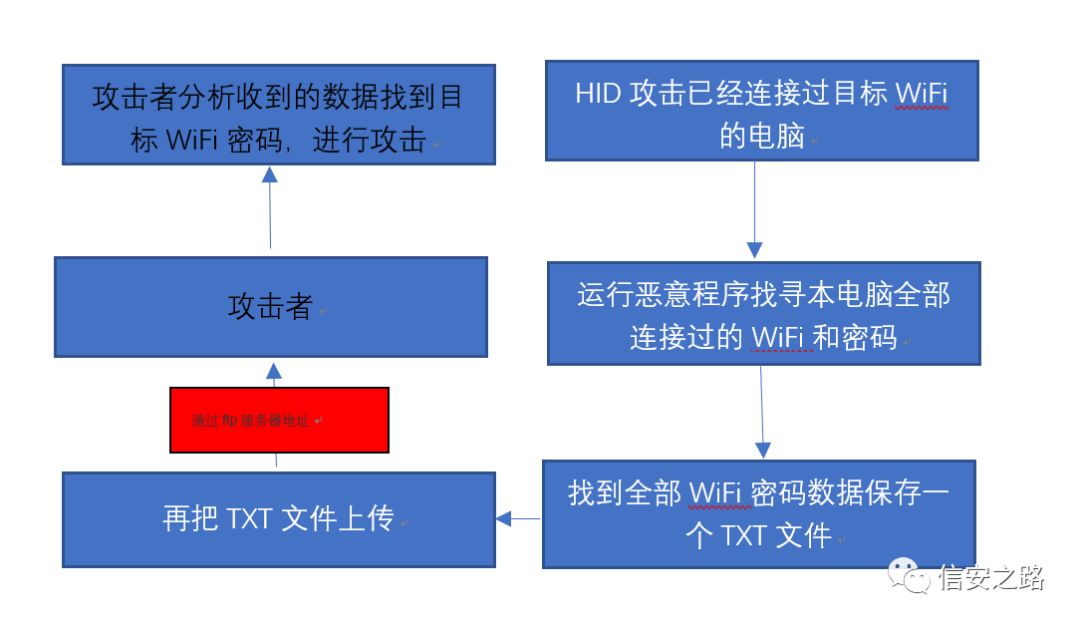 攻击者分析收到的数据找到目
标 WiFi 密码，进行攻击
HID 攻击已经连接过目标 WiFi
的电脑
攻击者
运行恶意程序找寻本电脑全部
连接过的 WiFi 和密码
通过 ftp 服务器地址
再把 TXT 文件上传
找到全部 WiFi 密码数据保存一
个 TXT 文件
信安之路